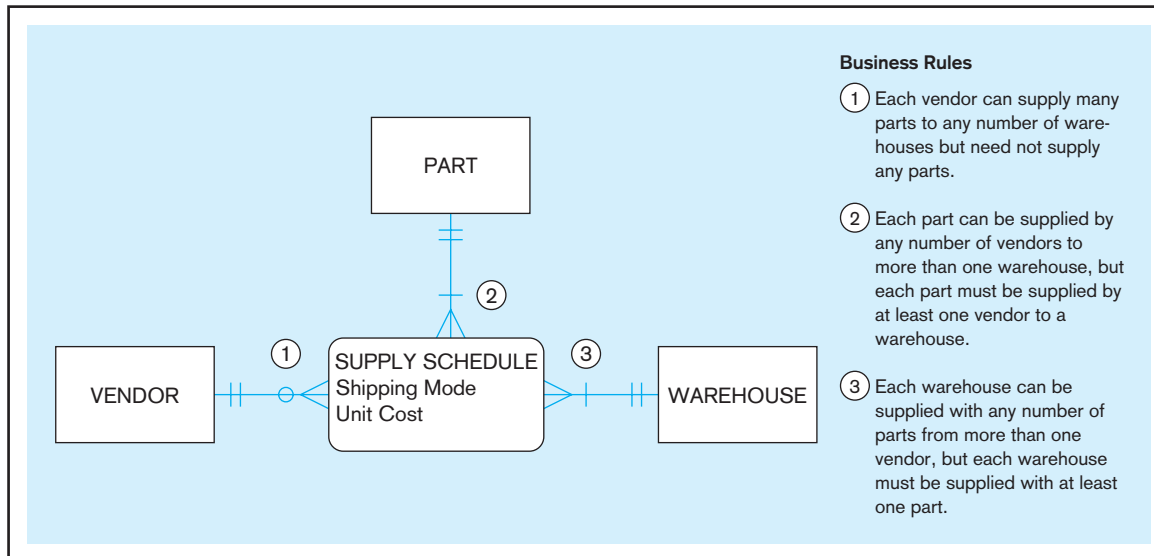 Business Rules
1 Each vendor can supply many
parts to any number of ware-
houses but need not supply
any parts.
2 Each part can be supplied by
any number of vendors to
more than one warehouse, but
each part must be supplied by
at least one vendor to a
warehouse.
3 Each warehouse can be
supplied with any number of
parts from more than one
vendor, but each warehouse
must be supplied with at least
one part.
PART
2
1
3
VENDOR
SUPPLY SCHEDULE
Shipping Mode
Unit Cost
WAREHOUSE